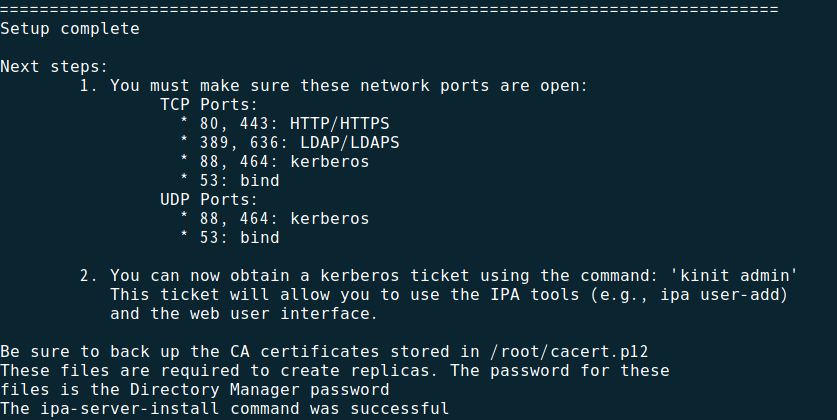 ==============================================================================
Setup complete

Next steps:
        1. You must make sure these network ports are open:
                TCP Ports:
                  * 80, 443: HTTP/HTTPS
                  * 389, 636: LDAP/LDAPS
                  * 88, 464: kerberos
                  * 53: bind
                UDP Ports:
                  * 88, 464: kerberos
                  * 53: bind

        2. You can now obtain a kerberos ticket using the command: 'kinit admin'
           This ticket will allow you to use the IPA tools (e.g., ipa user-add)
           and the web user interface.

Be sure to back up the CA certificates stored in /root/cacert.p12
These files are required to create replicas. The password for these
files is the Directory Manager password
The ipa-server-install command was successful